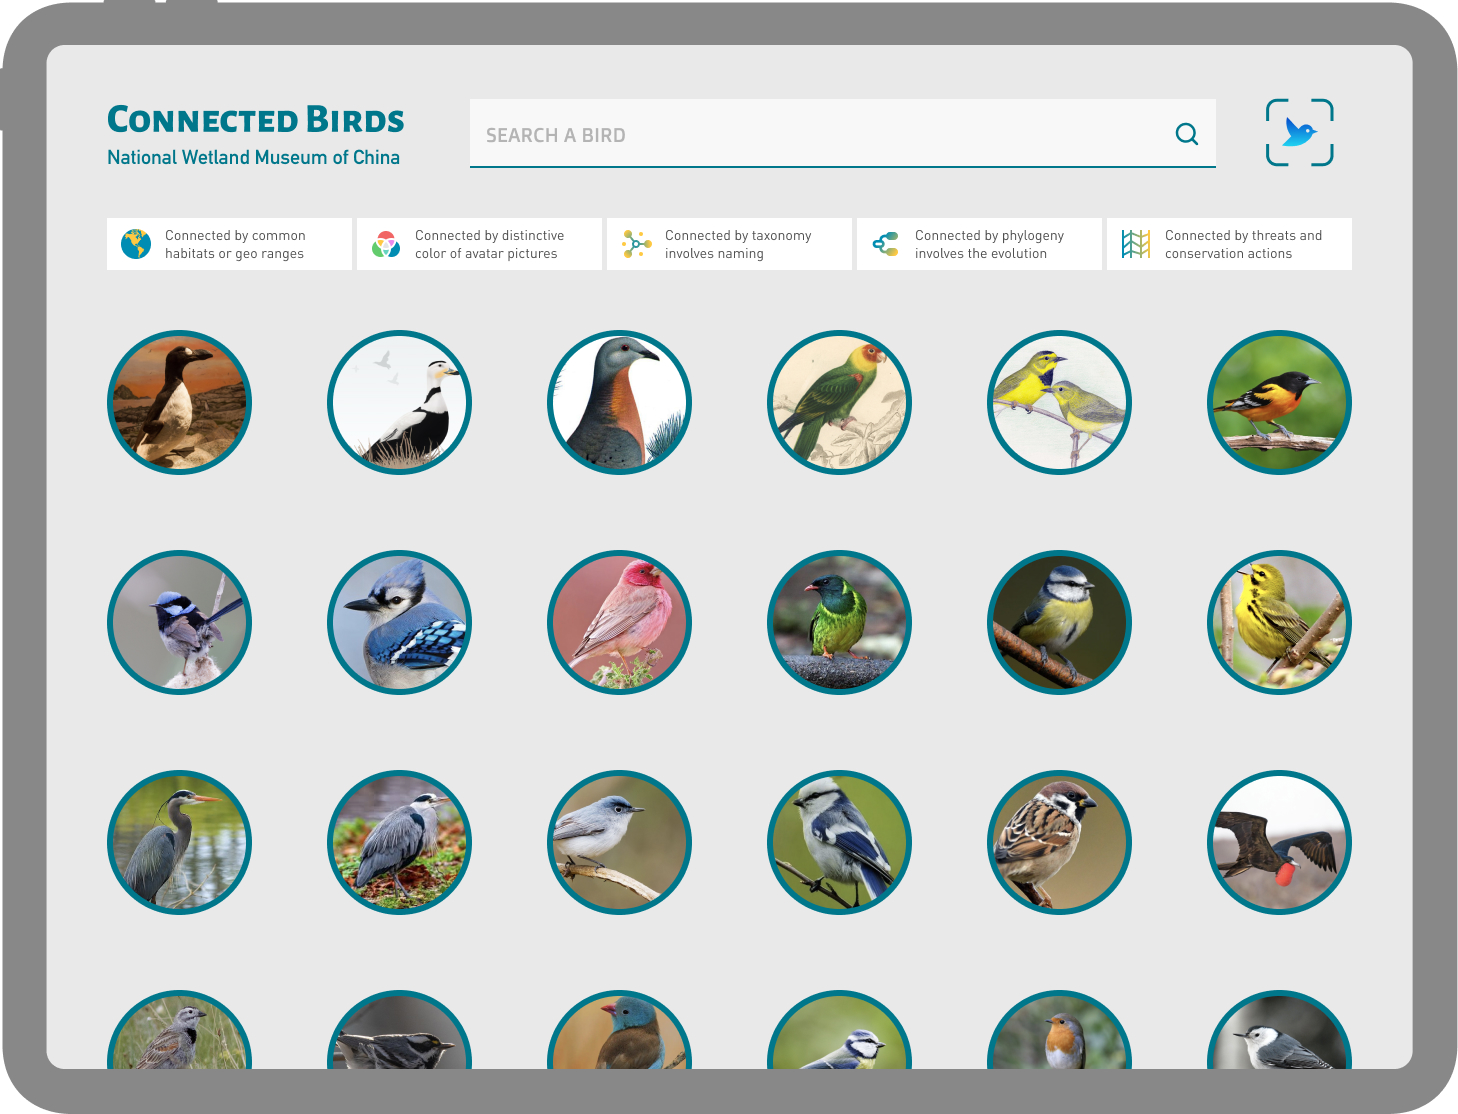 CONNECTED BIRDS
National Wetland Museum of China
SEARCH A BIRD
Connected by common
habitats or geo ranges
Connected by distinctive
color of avatar pictures
Connected by taxonomy
involves naming
Connected by phylogeny
involves the evolution
Connected by threats and
conservation actions